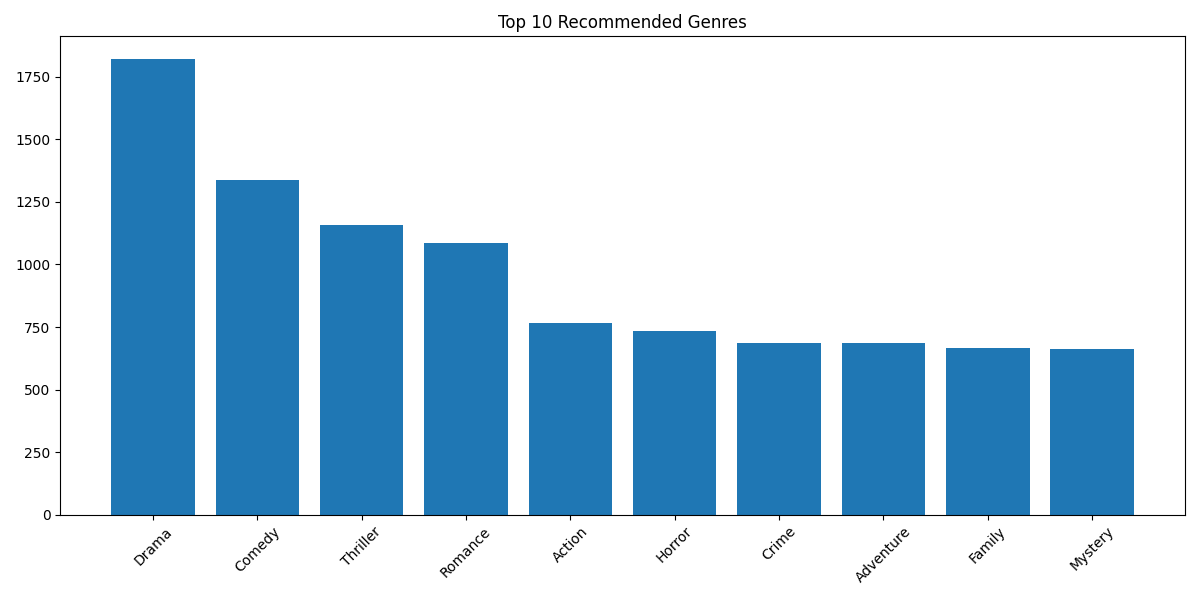 Top 10 Recommended Genres
1750
1500
1250
1000
750
500
250
0
Drama
Comedy
Thriller
Romance
Action
Horror
Crime
Adventure
Family
Mystery